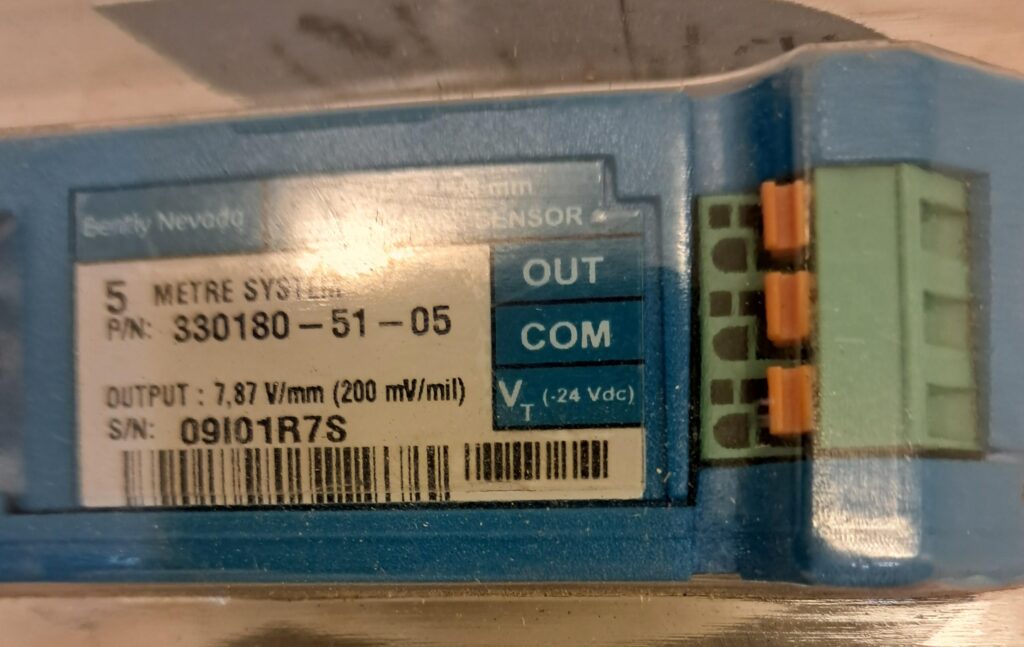 Bently Nevada
mm
SENSOR
5 METRE SYSTEM
P/N: 330180-51-05
OUTPUT : 7,87 V/mm (200 mV/mil)
S/N: 09I01R7S
OUT
COM
VT (-24 Vdc)